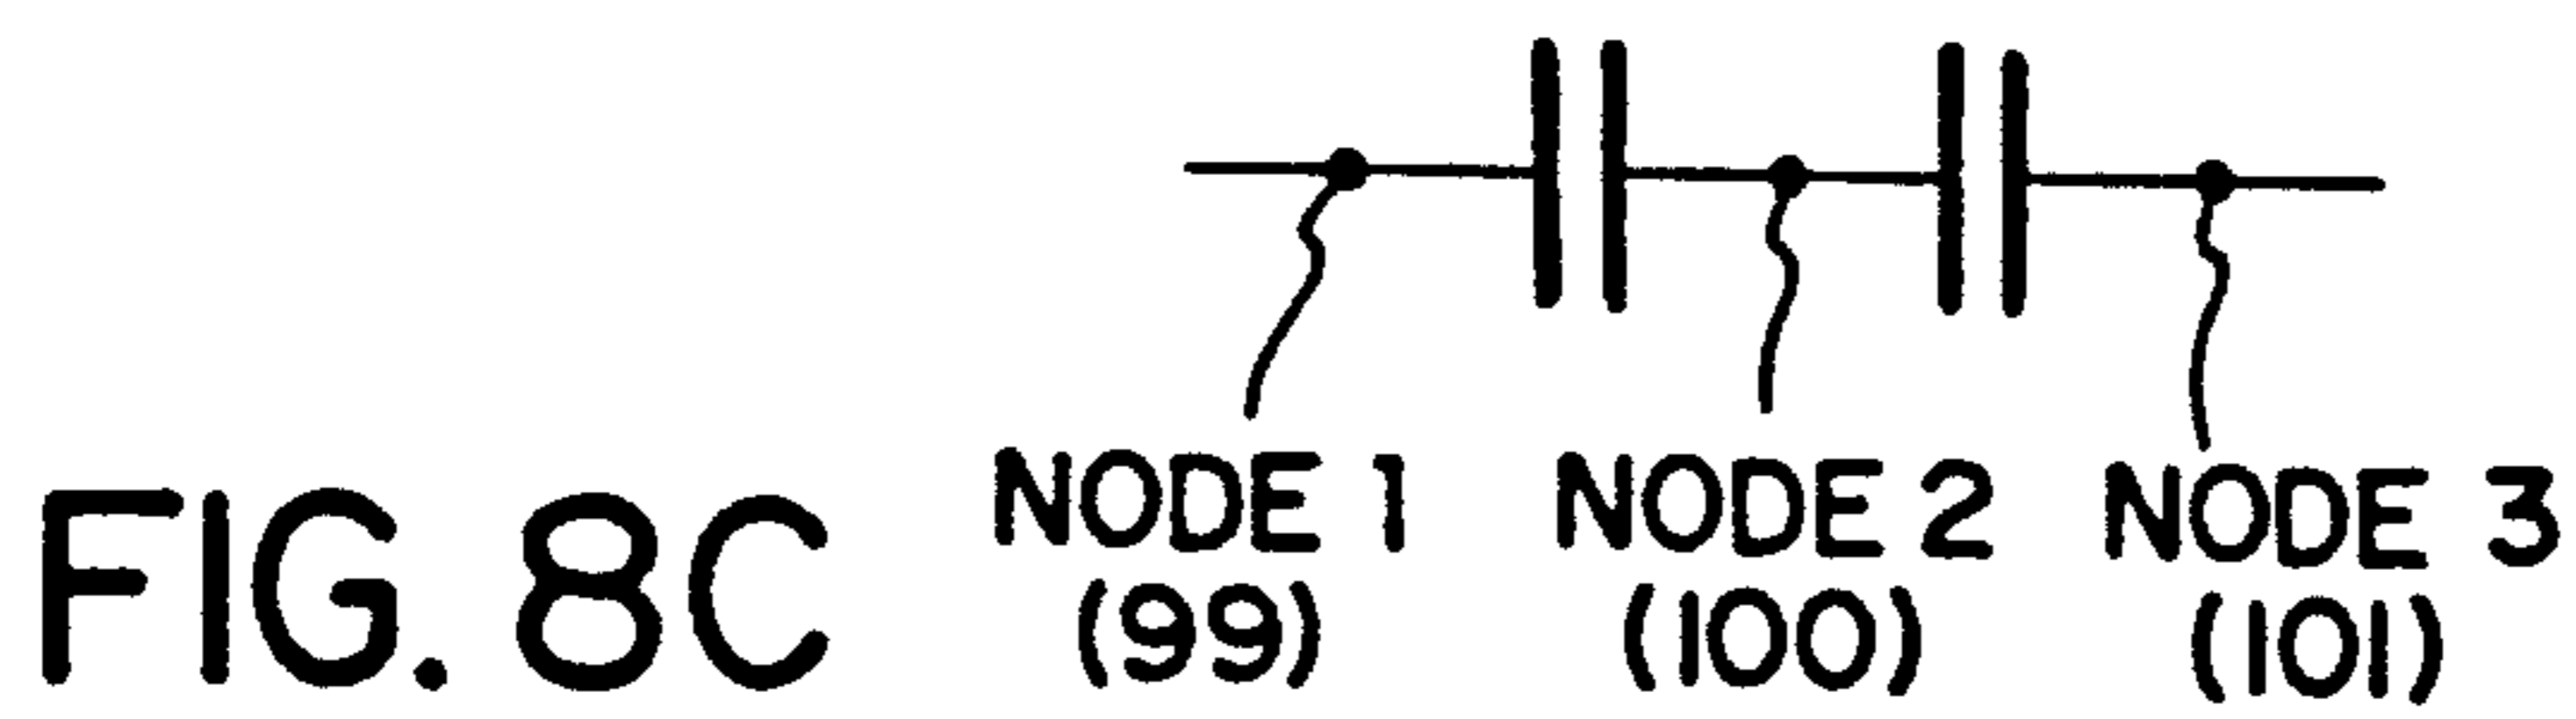 NODE 1 NODE 2 NODE 3
(99) (100) (101)
FIG. 8C